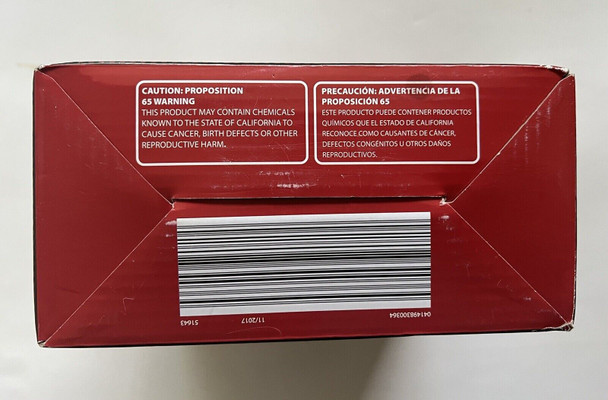 CAUTION: PROPOSITION
65 WARNING
THIS PRODUCT MAY CONTAIN CHEMICALS
KNOWN TO THE STATE OF CALIFORNIA TO
CAUSE CANCER, BIRTH DEFECTS OR OTHER
REPRODUCTIVE HARM.
PRECAUCIÓN: ADVERTENCIA DE LA
PROPOSICIÓN 65
ESTE PRODUCTO PUEDE CONTENER PRODUCTOS
QUÍMICOS QUE EL ESTADO DE CALIFORNIA
RECONOCE.COMO CAUSANTES DE CÁNCER,
DEFECTOS CONGÉNITOS U OTROS DAÑOS
REPRODUCTIVOS.
041498300364 11/2017 51643